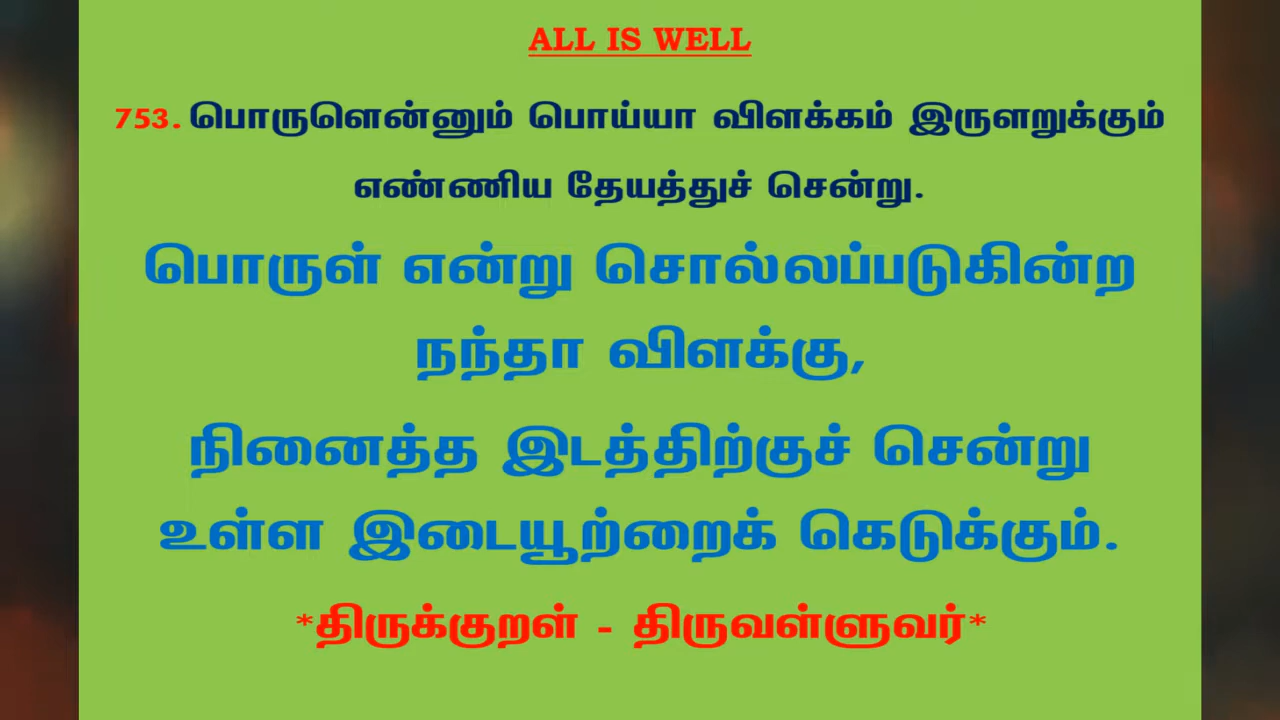 ALL IS WELL
753. பொருளென்னும் பொய்யா விளக்கம் இருளறுக்கும்
எண்ணிய தேயத்துச் சென்று.
பொருள் என்று சொல்லப்படுகின்ற
நந்தா விளக்கு,
நினைத்த இடத்திற்குச் சென்று
உள்ள இடையூற்றைக் கெடுக்கும்.
*திருக்குறள் - திருவள்ளுவர்*